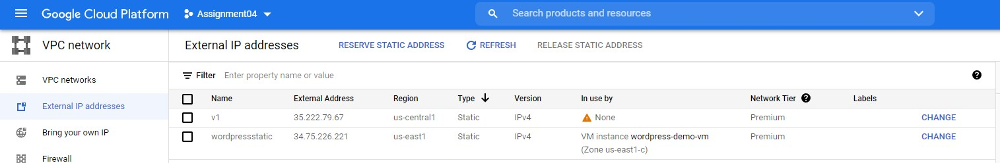 Google Cloud Platform Assignment04 Search products and resources
VPC network External IP addresses RESERVE STATIC ADDRESS REFRESH RELEASE STATIC ADDRESS
VPC networks
External IP addresses
Bring your own IP
Firewall
Filter Enter property name or value
Name External Address Region Type Version In use by Network Tier Labels
v1 35.222.79.67 us-central1 Static IPv4 None Premium CHANGE
wordpressstatic 34.75.226.221 us-east1 Static IPv4 VM instance wordpress-demo-vm Premium CHANGE
(Zone us-east1-c)